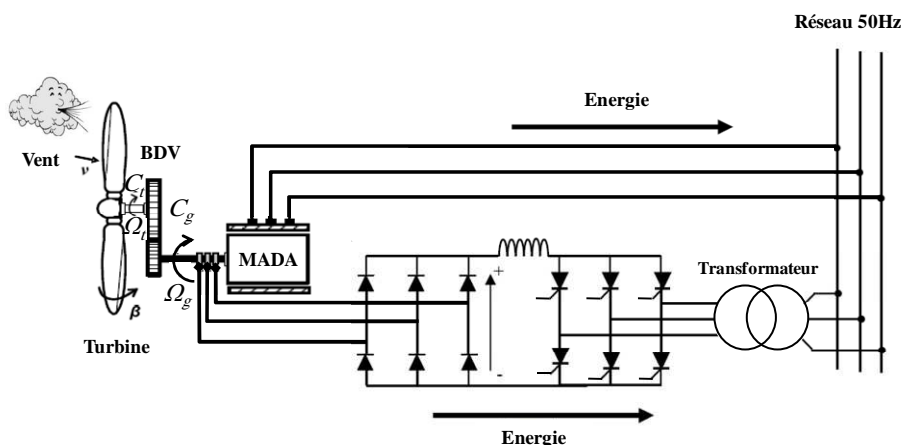 Réseau 50Hz
Energie
Vent
v
BDV
C_t
Ω_t
C_g
MADA
Ω_g
β
Turbine
+
-
Transformateur
Energie